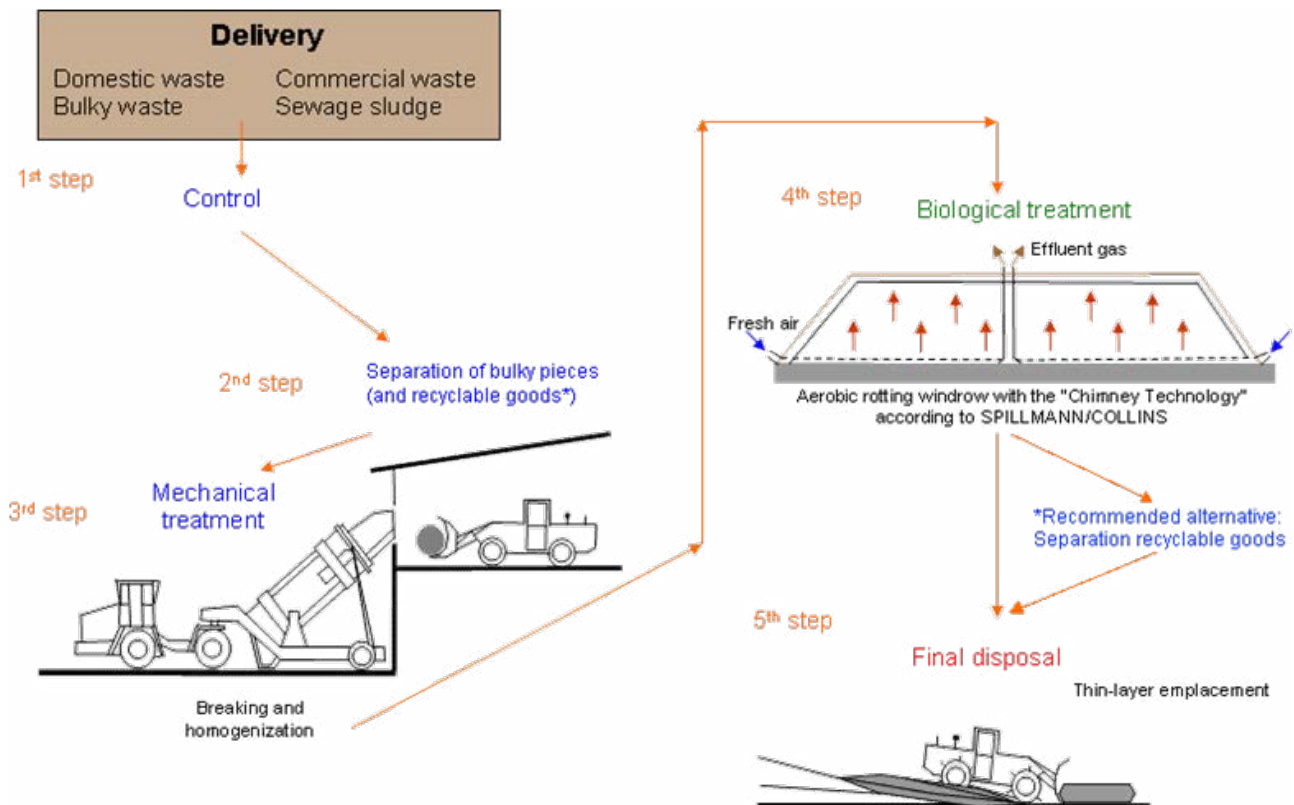 Delivery
Domestic waste Commercial waste
Bulky waste Sewage sludge
1st step
Control
2nd step
Separation of bulky pieces
(and recyclable goods*)
3rd step
Mechanical
treatment
Breaking and
homogenization
4th step
Biological treatment
Effluent gas
Fresh air
Aerobic rotting windrow with the "Chimney Technology"
according to SPILLMANN/COLLINS
*Recommended alternative:
Separation recyclable goods
5th step
Final disposal
Thin-layer emplacement